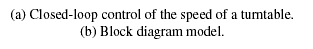 (a) Closed-loop control of the speed of a turntable.
(b) Block diagram model.